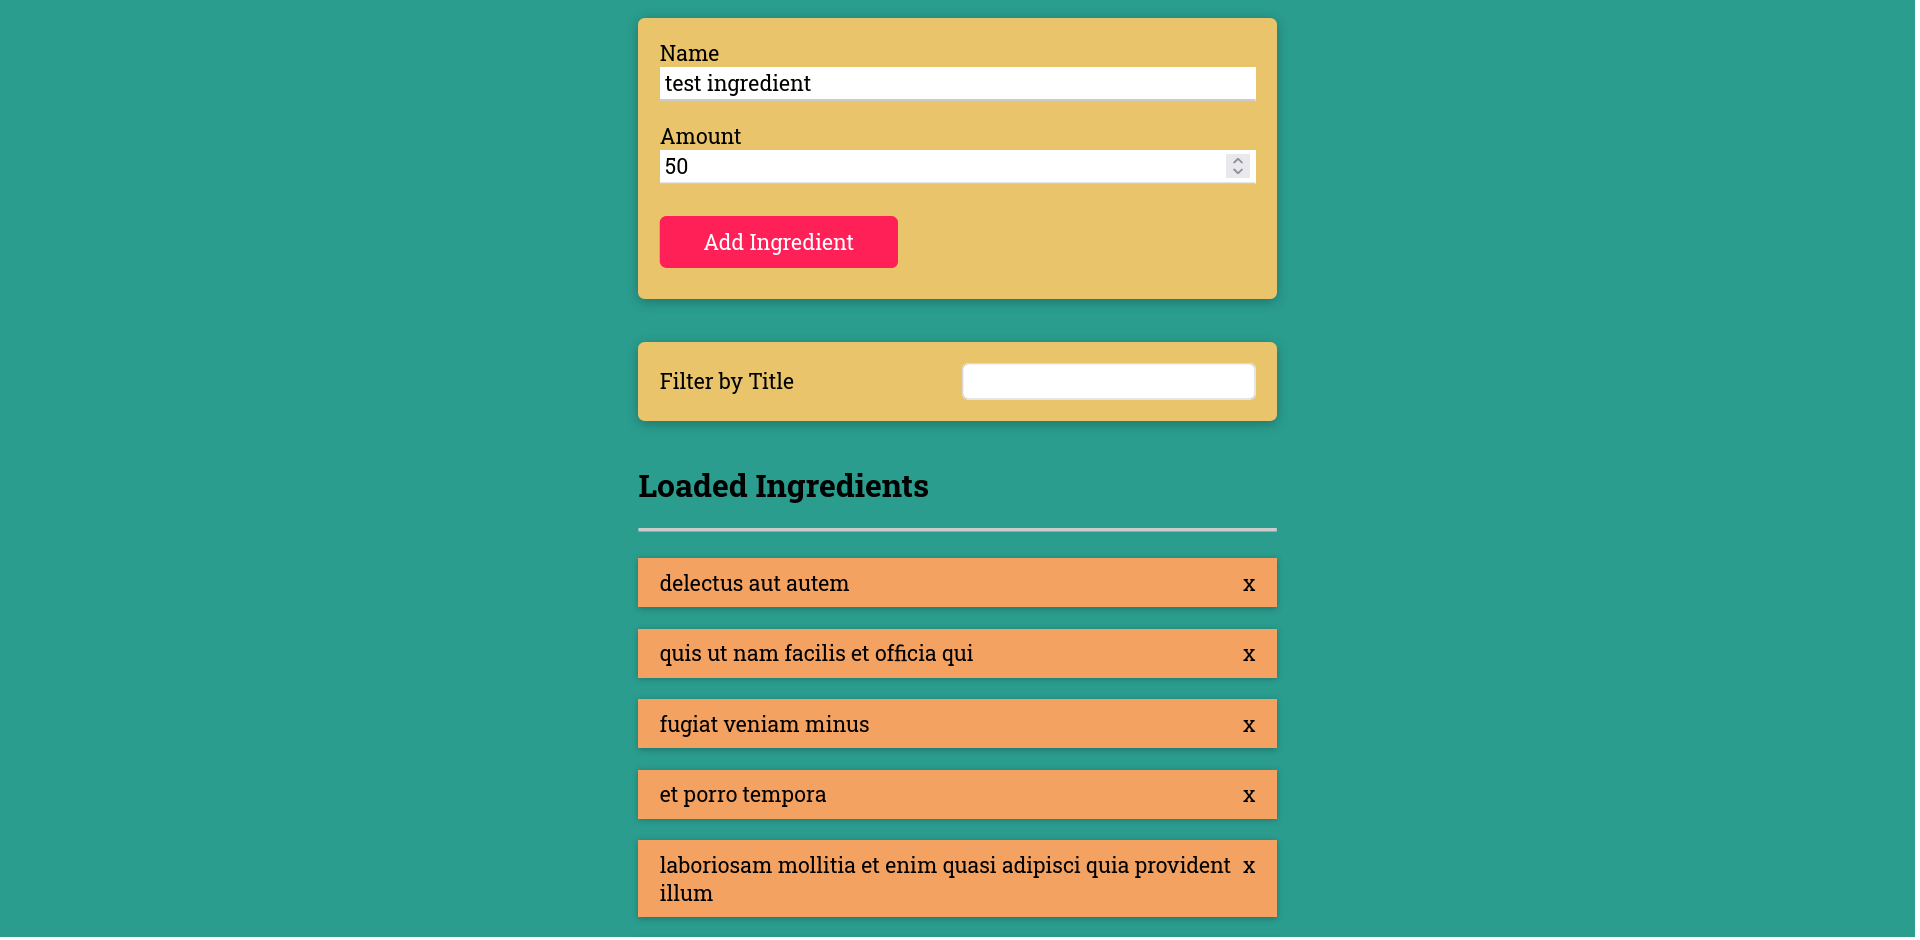 Name
test ingredient
Amount
50
Add Ingredient
Filter by Title
Loaded Ingredients
delectus aut autem x
quis ut nam facilis et officia qui x
fugiat veniam minus x
et porro tempora x
laboriosam mollitia et enim quasi adipisci quia provident x
illum